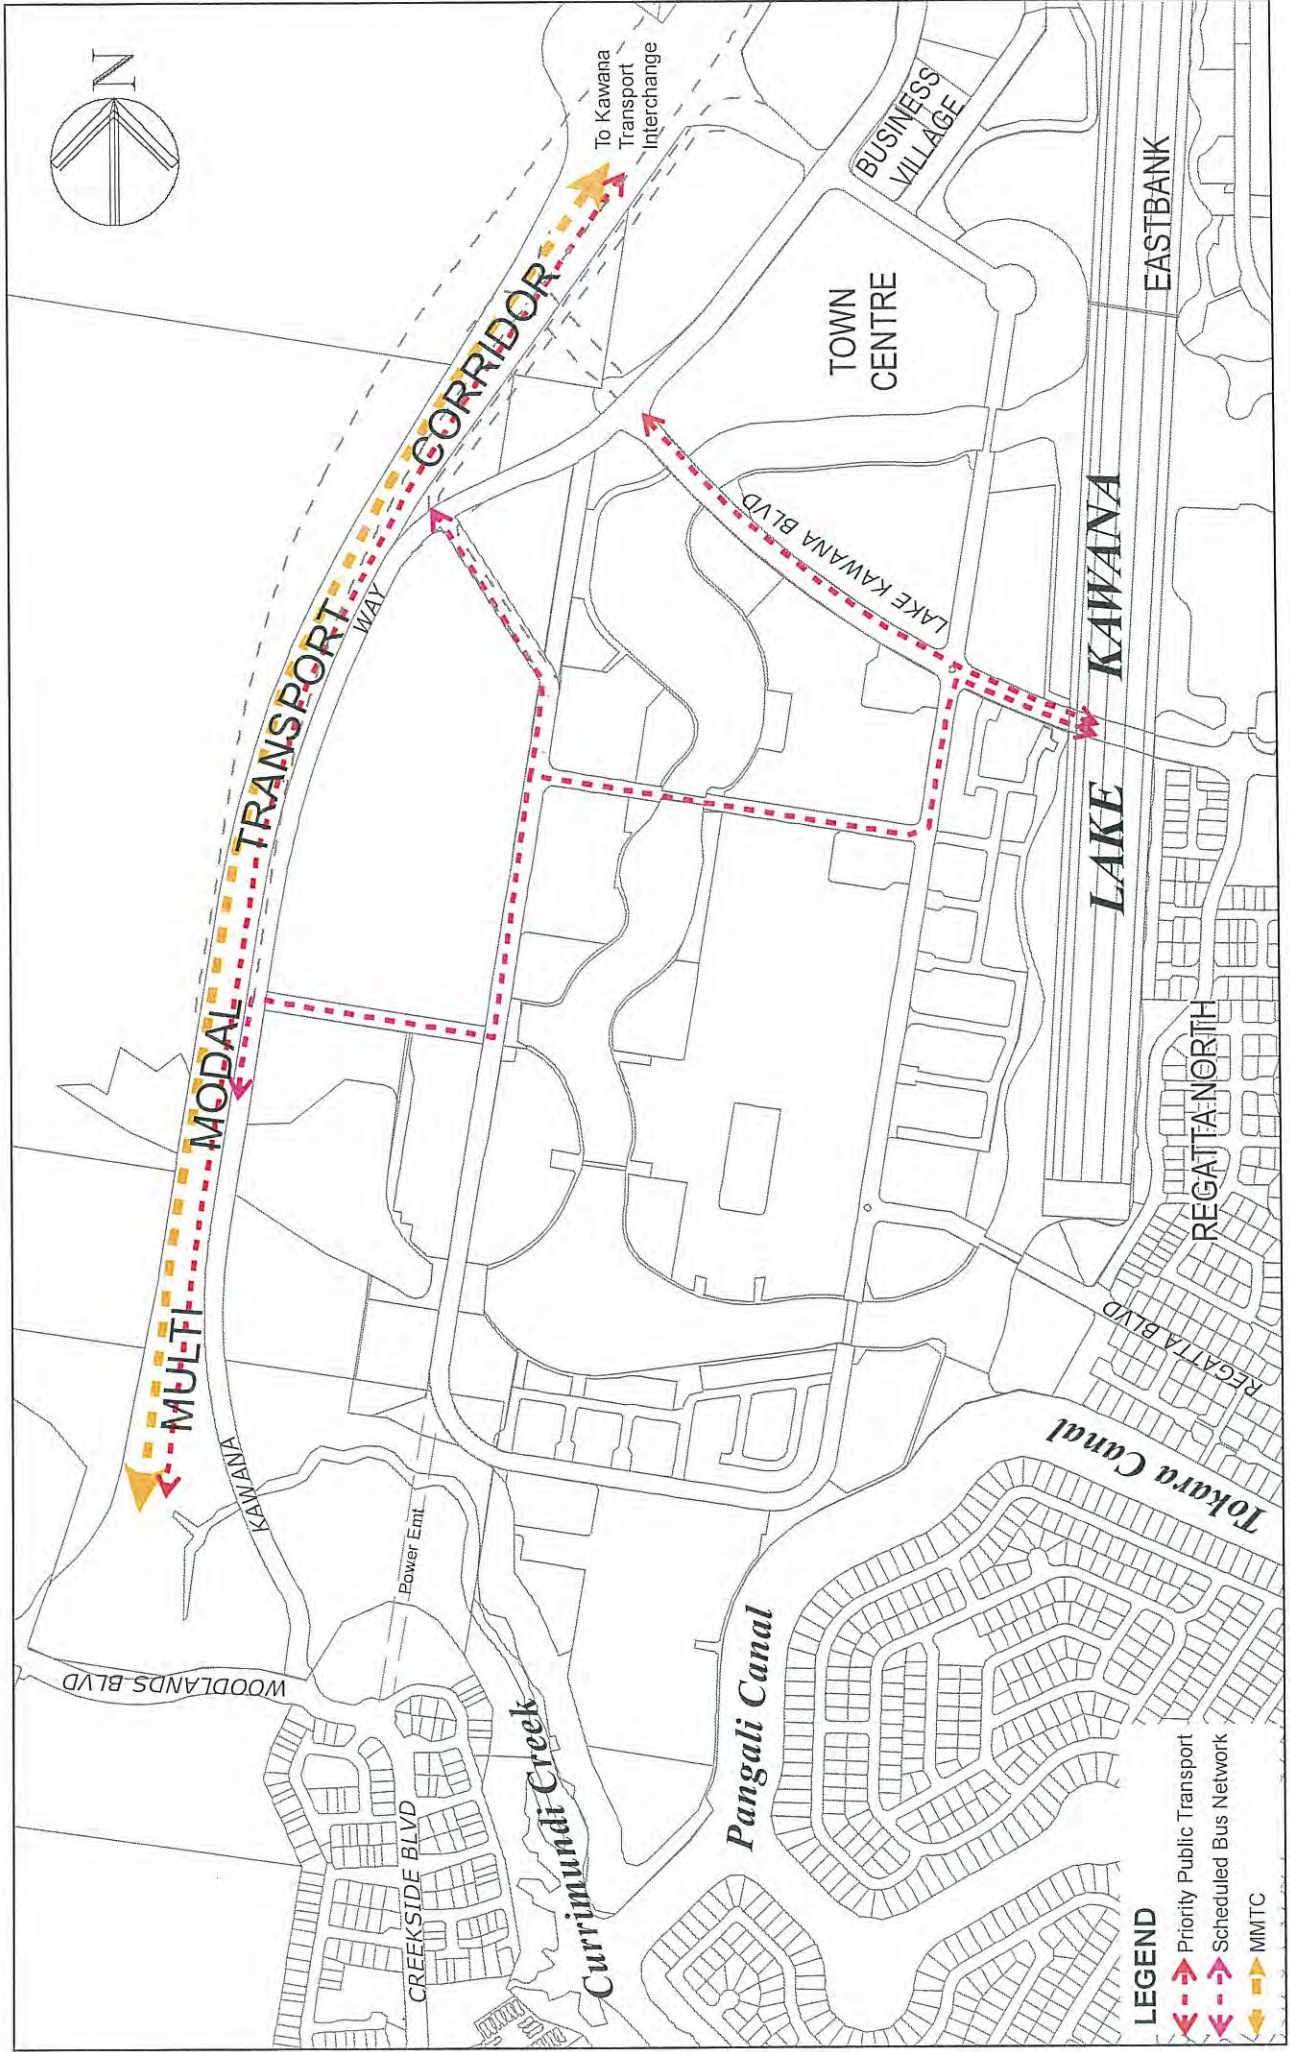 N
To Kawana
Transport
Interchange
BUSINESS
VILLAGE
EASTBANK
TOWN
CENTRE
MULTI MODAL TRANSPORT CORRIDOR
KAWANA WAY
LAKE KAWANA BLVD
LAKE KAWANA
REGATTA NORTH
REGATTA BLVD
Tokara Canal
Pangali Canal
Currimundi Creek
Power Emt
WOODLANDS BLVD
CREEKSIDE BLVD
LEGEND
Priority Public Transport
Scheduled Bus Network
MMTC